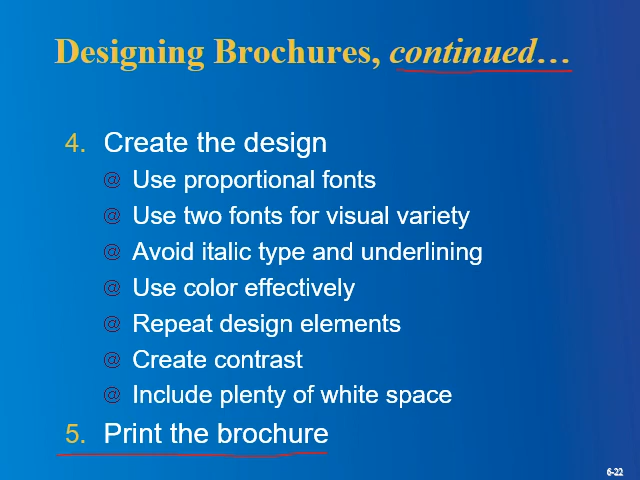 Designing Brochures, continued…
4. Create the design
@ Use proportional fonts
@ Use two fonts for visual variety
@ Avoid italic type and underlining
@ Use color effectively
@ Repeat design elements
@ Create contrast
@ Include plenty of white space
5. Print the brochure
6-22